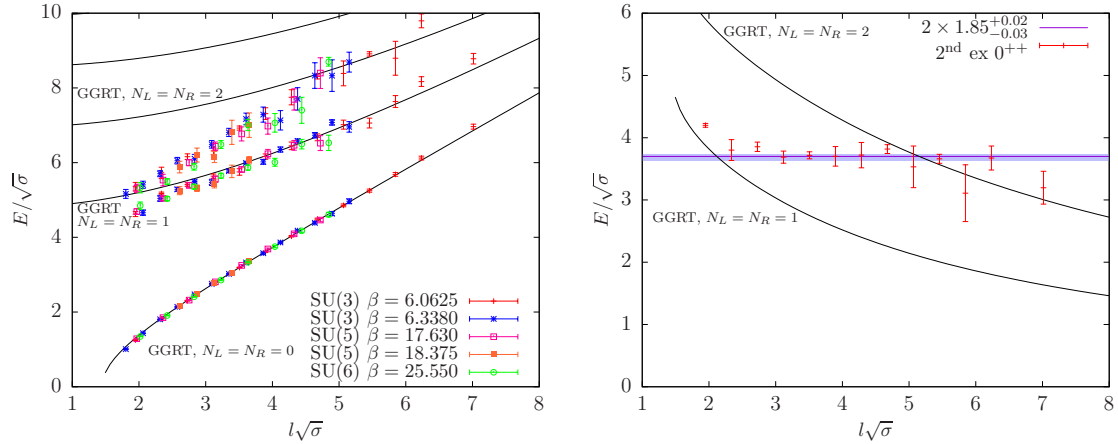 10
8
6
4
2
0
1 2 3 4 5 6 7 8
E/√σ
l√σ
GGRT, N_L = N_R = 2
GGRT
N_L = N_R = 1
GGRT, N_L = N_R = 0
SU(3) β = 6.0625
SU(3) β = 6.3380
SU(5) β = 17.630
SU(5) β = 18.375
SU(6) β = 25.550
6
5
4
3
2
1
0
1 2 3 4 5 6 7 8
E/√σ
l√σ
GGRT, N_L = N_R = 2
GGRT, N_L = N_R = 1
2 × 1.85^{+0.02}_{-0.03}
2^{nd} ex 0^{++}